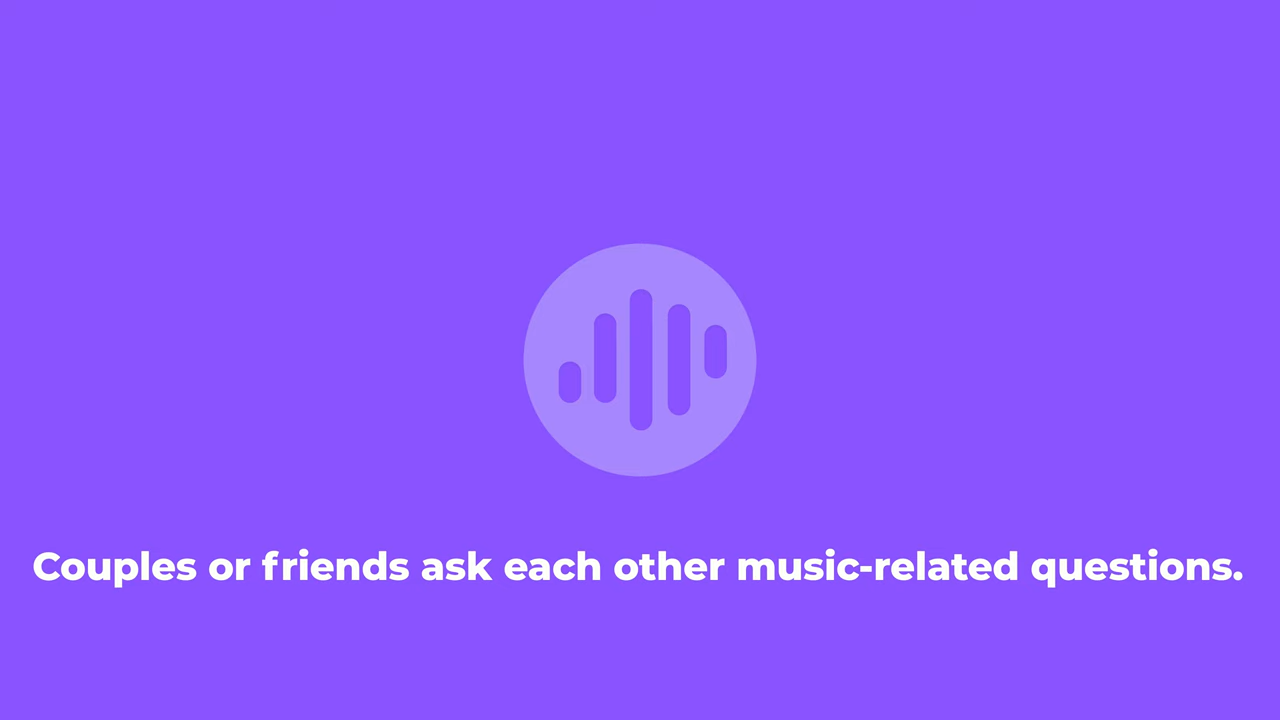 Couples or friends ask each other music-related questions.